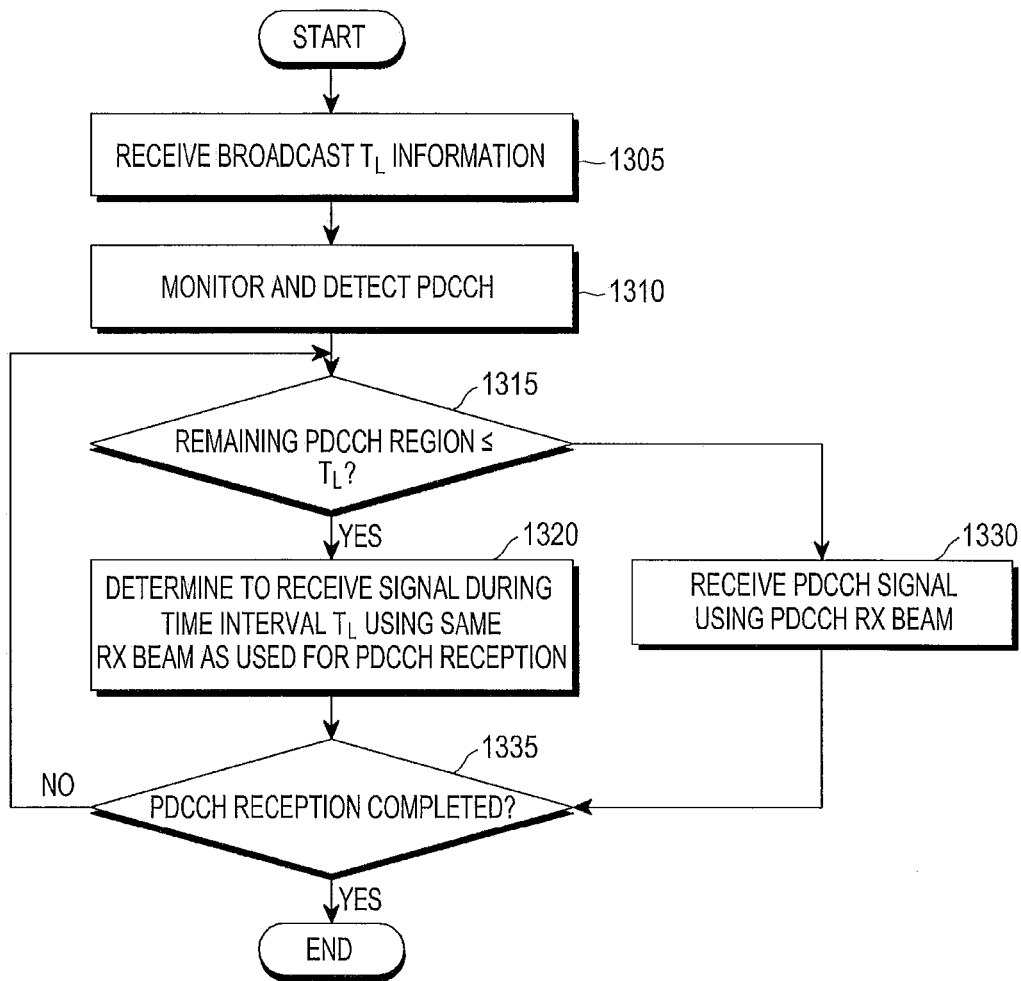 START
RECEIVE BROADCAST TL INFORMATION
1305
MONITOR AND DETECT PDCCH
1310
1315
REMAINING PDCCH REGION ≤
TL?
YES
1320
DETERMINE TO RECEIVE SIGNAL DURING
TIME INTERVAL TL USING SAME
RX BEAM AS USED FOR PDCCH RECEPTION
1330
RECEIVE PDCCH SIGNAL
USING PDCCH RX BEAM
1335
NO
PDCCH RECEPTION COMPLETED?
YES
END